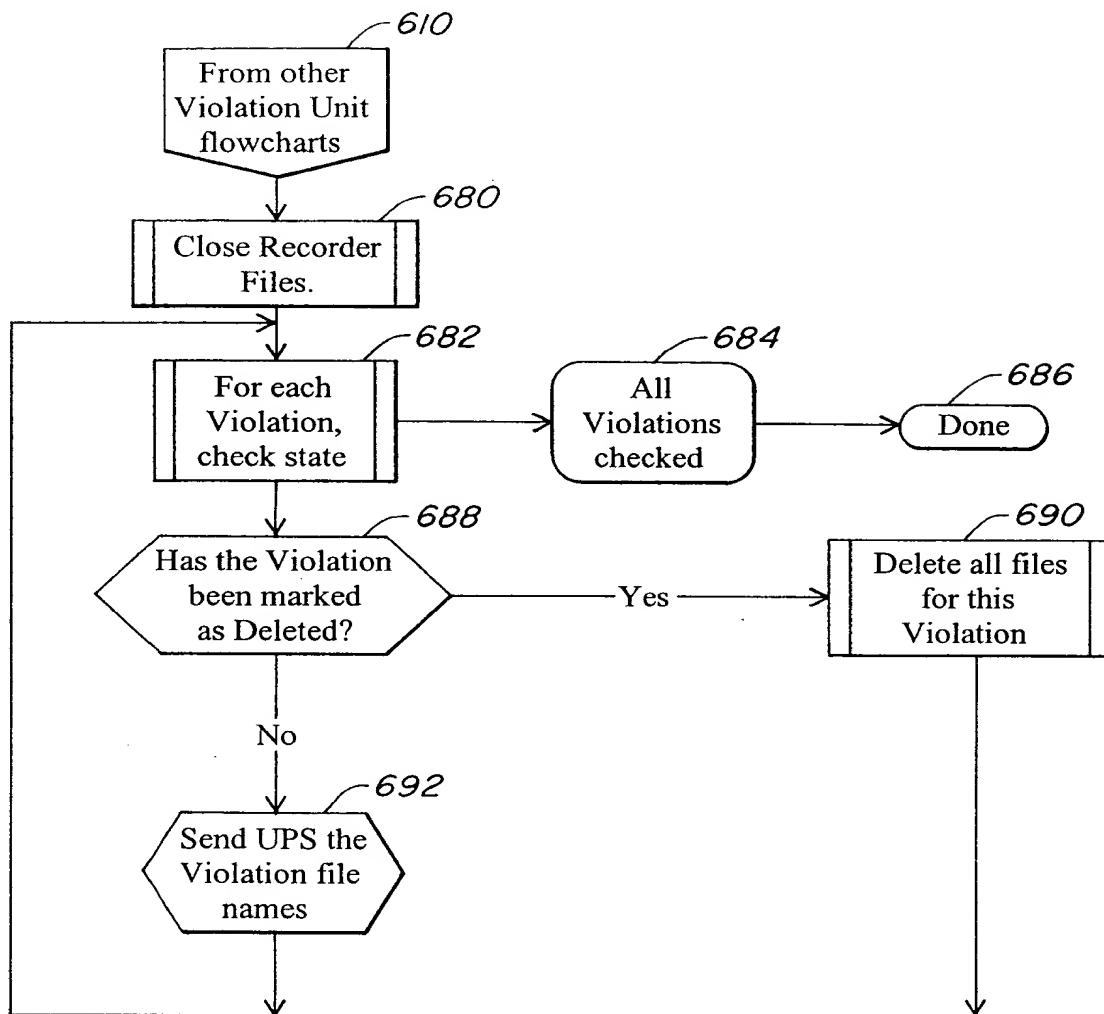 610
From other
Violation Unit
flowcharts
680
Close Recorder
Files.
682
For each
Violation,
check state
684
All
Violations
checked
686
Done
688
Has the Violation
been marked
as Deleted?
Yes
690
Delete all files
for this
Violation
No
692
Send UPS the
Violation file
names